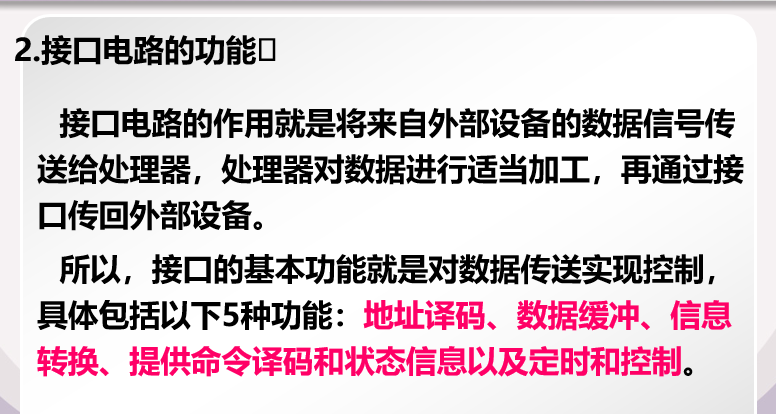 2.接口电路的功能
接口电路的作用就是将来自外部设备的数据信号传
送给处理器，处理器对数据进行适当加工，再通过接
口传回外部设备。
所以，接口的基本功能就是对数据传送实现控制，
具体包括以下5种功能：地址译码、数据缓冲、信息
转换、提供命令译码和状态信息以及定时和控制。